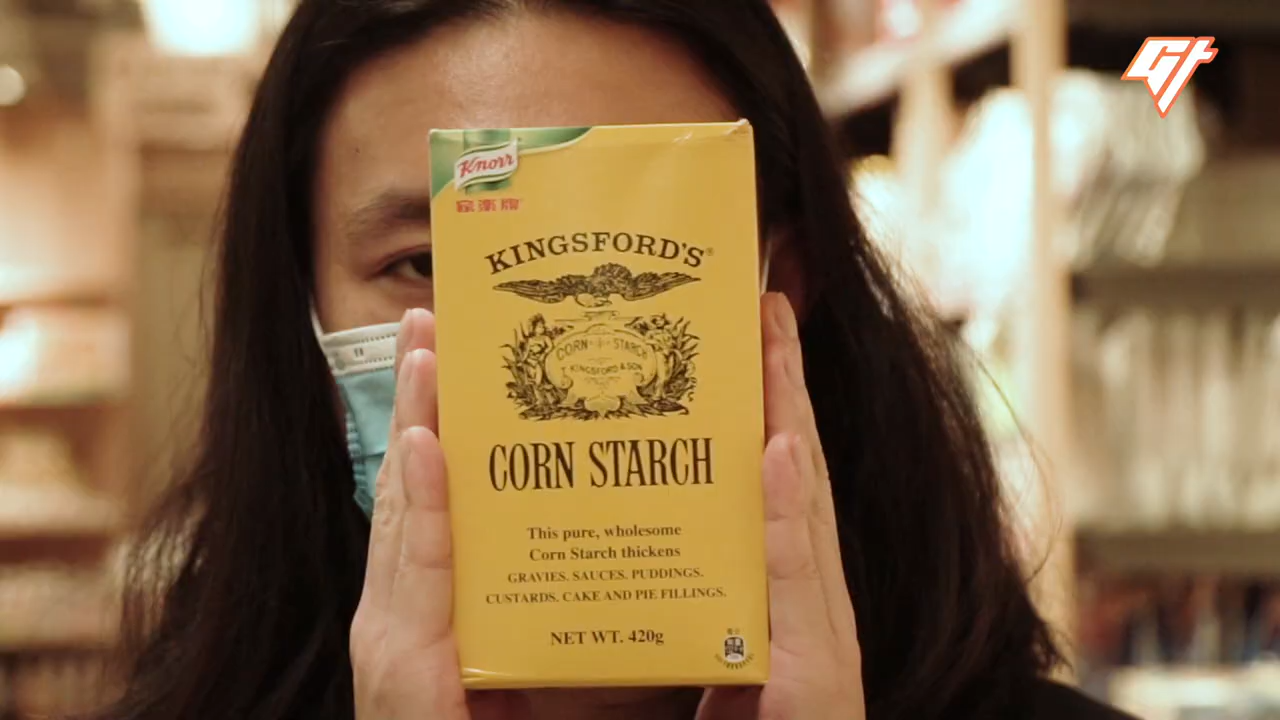 Gt
Knorr
家樂牌
KINGSFORD'S®
CORN STARCH
T. KINGSFORD & SON
CORN STARCH
This pure, wholesome
Corn Starch thickens
GRAVIES. SAUCES. PUDDINGS.
CUSTARDS. CAKE AND PIE FILLINGS.
NET WT. 420g